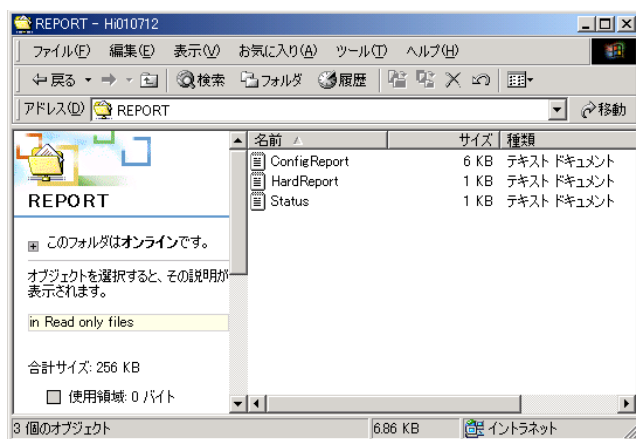 REPORT - Hi010712
ファイル(F) 編集(E) 表示(V) お気に入り(A) ツール(T) ヘルプ(H)
戻る 検索 フォルダ 履歴
アドレス(D) REPORT 移動
名前 サイズ 種類
ConfigReport 6 KB テキスト ドキュメント
HardReport 1 KB テキスト ドキュメント
Status 1 KB テキスト ドキュメント
REPORT
このフォルダはオンラインです。
オブジェクトを選択すると、その説明が
表示されます。
in Read only files
合計サイズ: 256 KB
使用領域: 0 バイト
3 個のオブジェクト 6.86 KB イントラネット